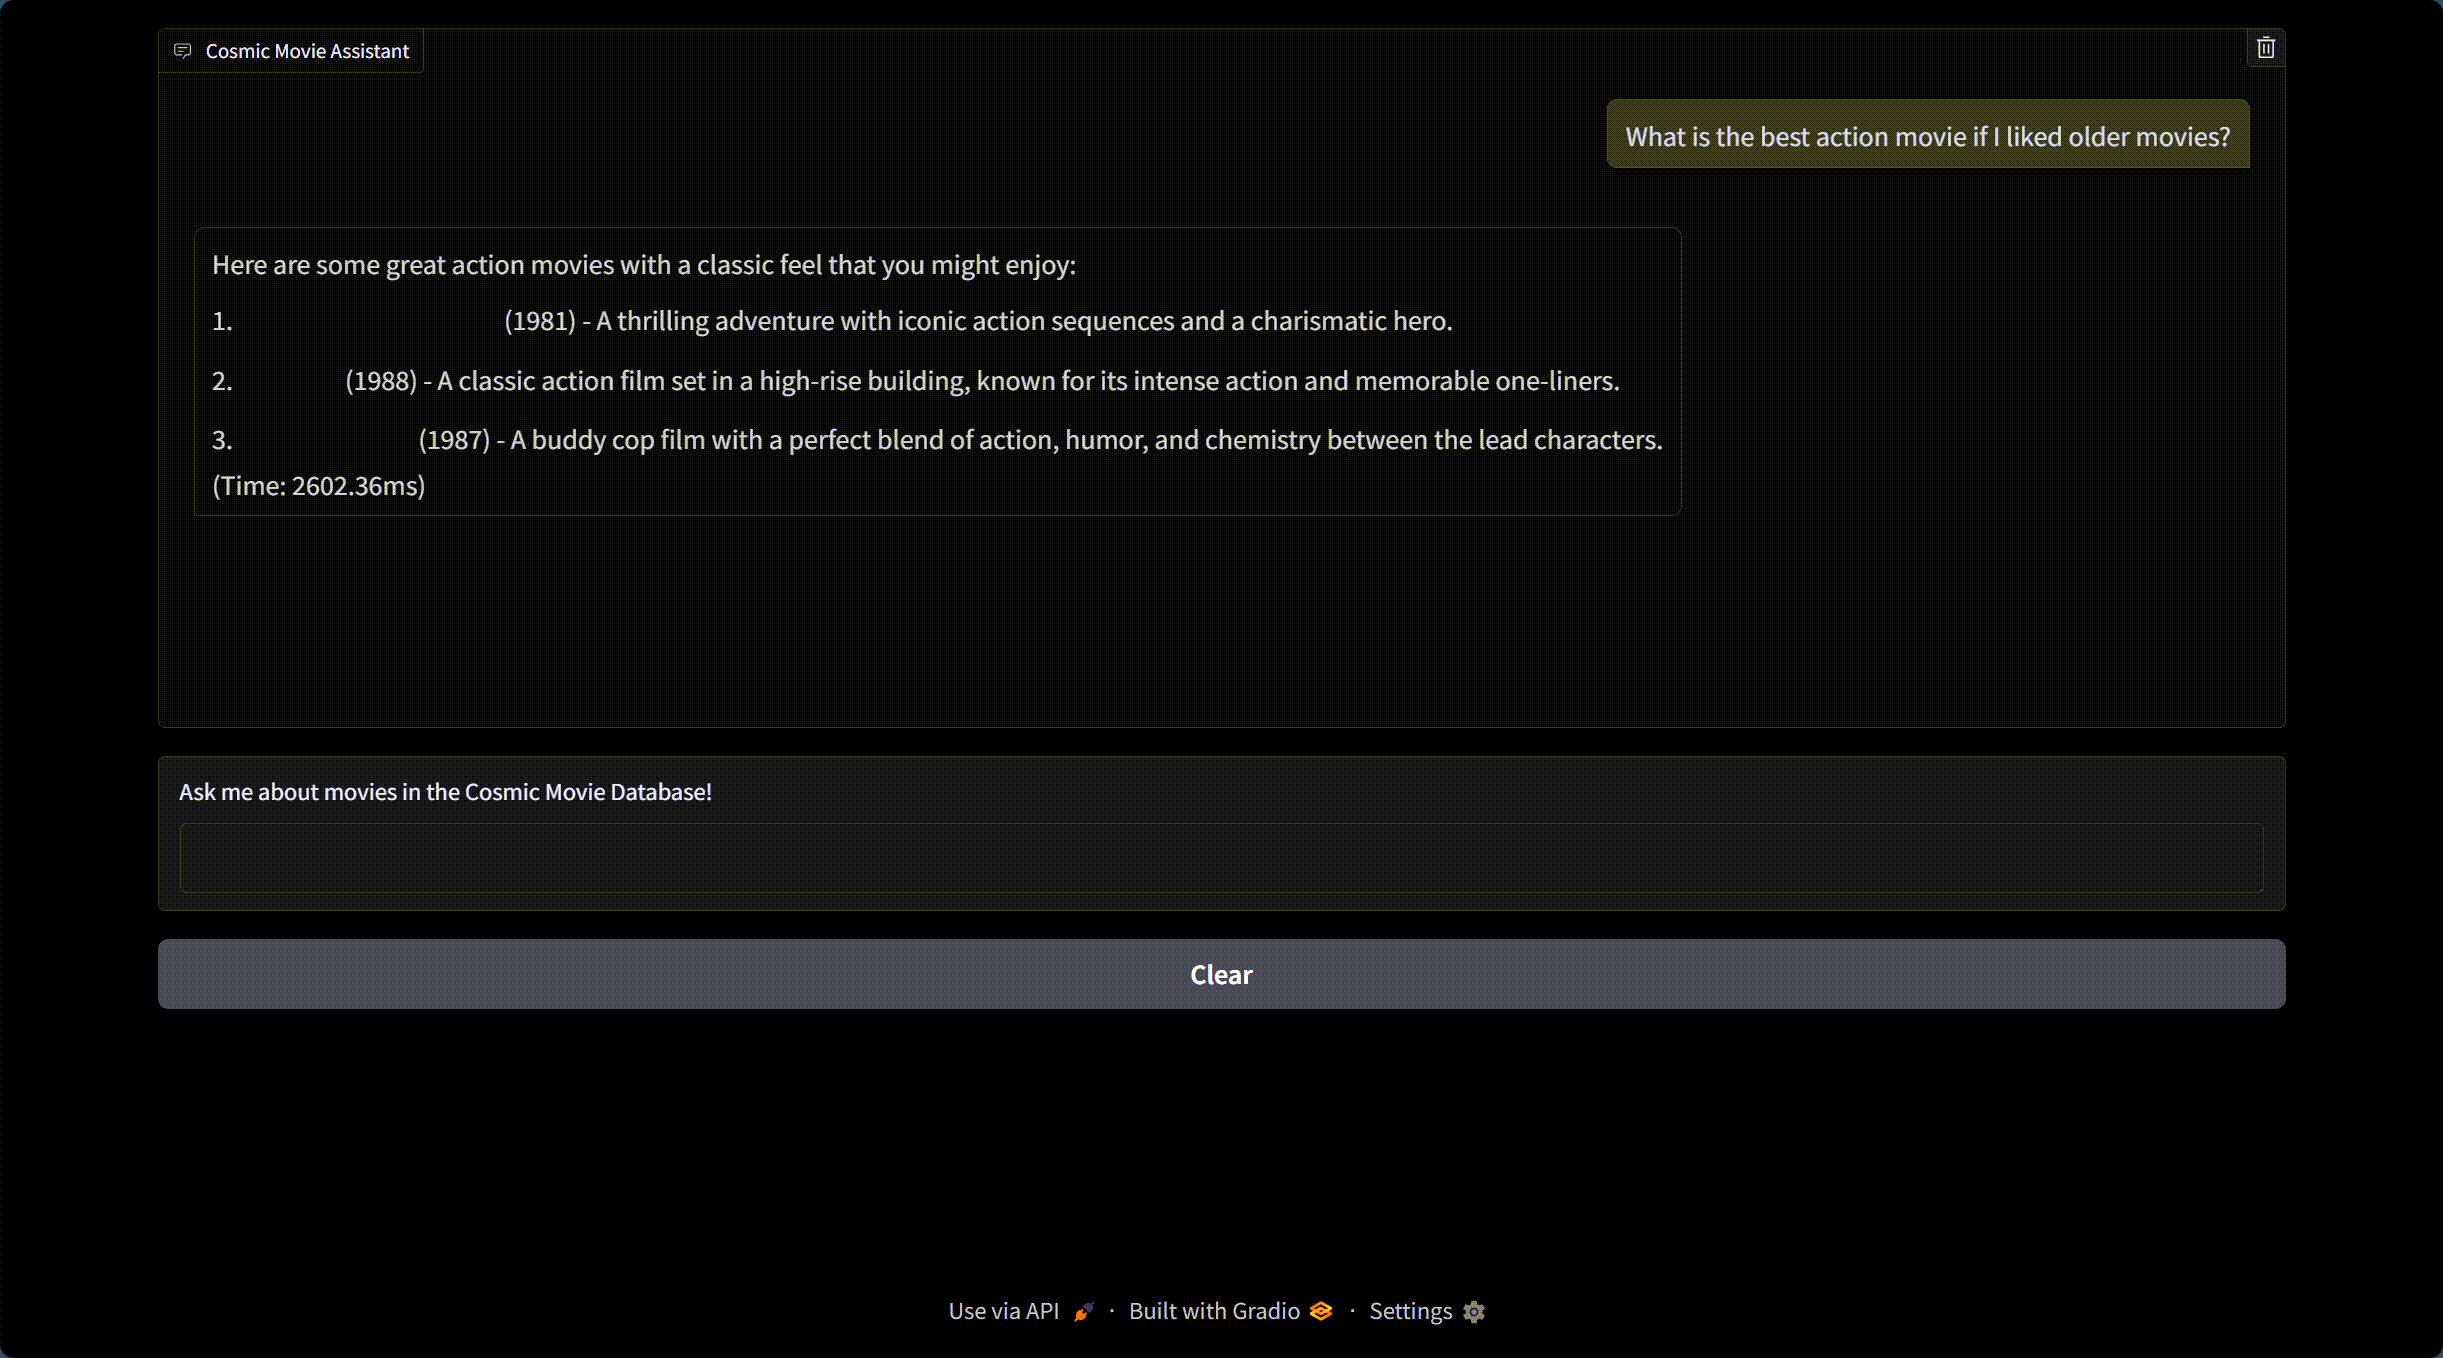 Cosmic Movie Assistant
What is the best action movie if I liked older movies?
Here are some great action movies with a classic feel that you might enjoy:
1. (1981) - A thrilling adventure with iconic action sequences and a charismatic hero.
2. (1988) - A classic action film set in a high-rise building, known for its intense action and memorable one-liners.
3. (1987) - A buddy cop film with a perfect blend of action, humor, and chemistry between the lead characters.
(Time: 2602.36ms)
Ask me about movies in the Cosmic Movie Database!
Clear
Use via API · Built with Gradio · Settings